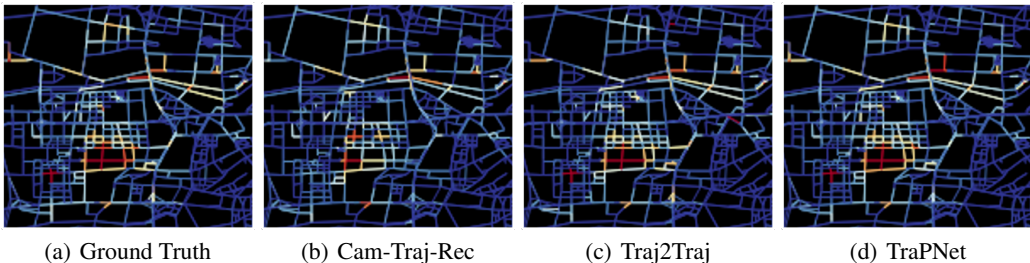 (a) Ground Truth
(b) Cam-Traj-Rec
(c) Traj2Traj
(d) TraPNet